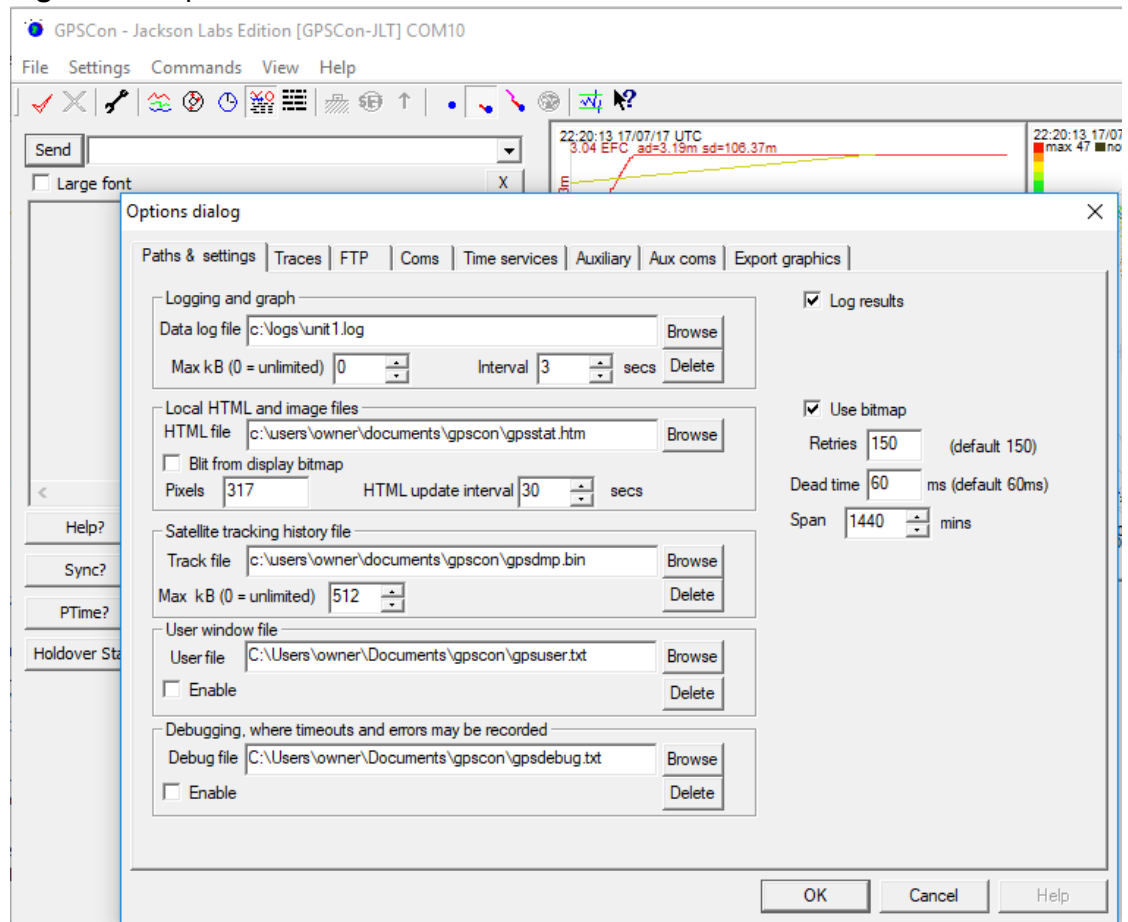 GPSCon - Jackson Labs Edition [GPSCon-JLT] COM10
File Settings Commands View Help
Send
Large font X
22:20:13 17/07/17 UTC
3.04 EFC ad=3.19m sd=106.37m
22:20:13 17/07
max 47
Options dialog
Paths & settings Traces FTP Coms Time services Auxiliary Aux coms Export graphics
Logging and graph
Log results
Data log file c:\logs\unit1.log Browse
Max kB (0 = unlimited) 0 Interval 3 secs Delete
Local HTML and image files
Use bitmap
HTML file c:\users\owner\documents\gpscon\gpsstat.htm Browse
Retries 150 (default 150)
Blit from display bitmap
Pixels 317 HTML update interval 30 secs
Dead time 60 ms (default 60ms)
Span 1440 mins
Help?
Satellite tracking history file
Track file c:\users\owner\documents\gpscon\gpsdmp.bin Browse
Sync?
Max kB (0 = unlimited) 512 Delete
PTime?
User window file
User file C:\Users\owner\Documents\gpscon\gpsuser.txt Browse
Holdover Sta
Enable Delete
Debugging, where timeouts and errors may be recorded
Debug file C:\Users\owner\Documents\gpscon\gpsdebug.txt Browse
Enable Delete
OK Cancel Help